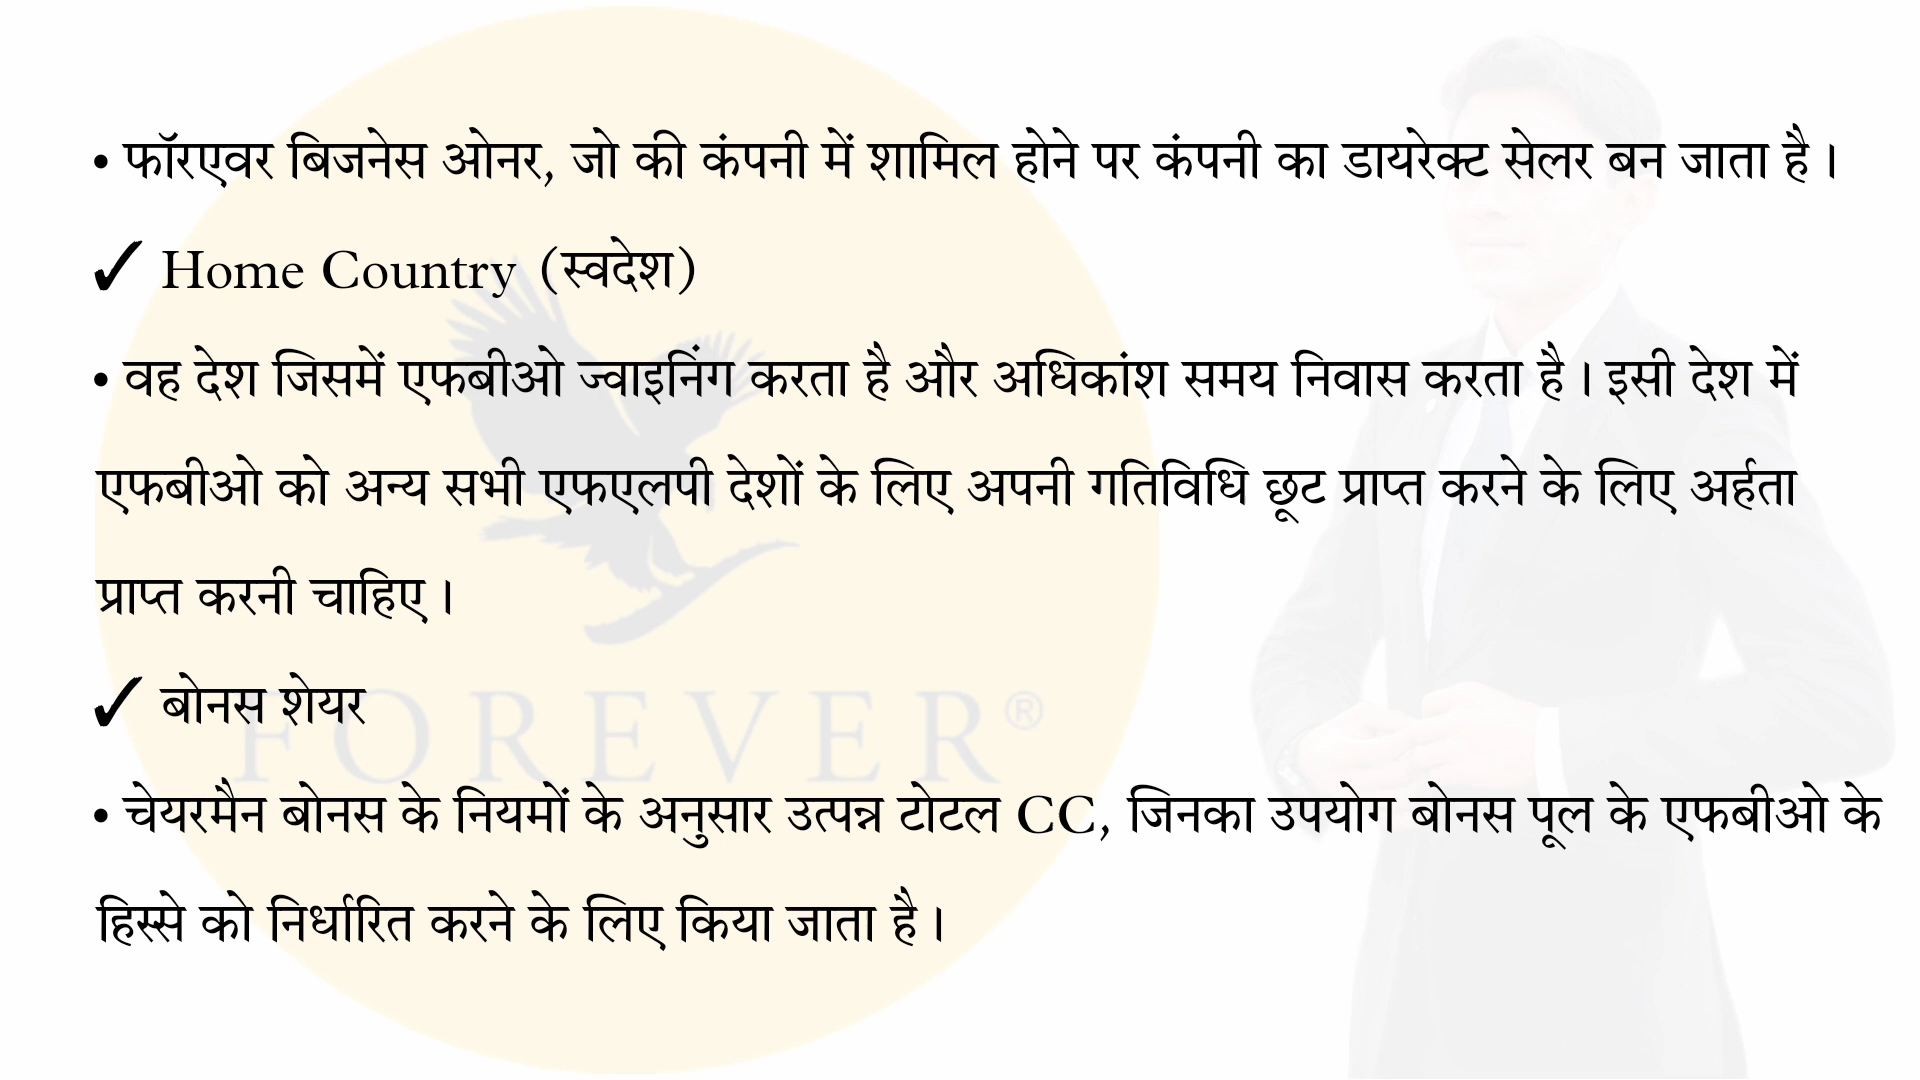 • फॉरएवर बिजनेस ओनर, जो की कंपनी में शामिल होने पर कंपनी का डायरेक्ट सेलर बन जाता है।
✓ Home Country (स्वदेश)
• वह देश जिसमें एफबीओ ज्वाइनिंग करता है और अधिकांश समय निवास करता है। इसी देश में
एफबीओ को अन्य सभी एफएलपी देशों के लिए अपनी गतिविधि छूट प्राप्त करने के लिए अर्हता
प्राप्त करनी चाहिए।
✓ बोनस शेयर
FOREVER®
• चेयरमैन बोनस के नियमों के अनुसार उत्पन्न टोटल CC, जिनका उपयोग बोनस पूल के एफबीओ के
हिस्से को निर्धारित करने के लिए किया जाता है।